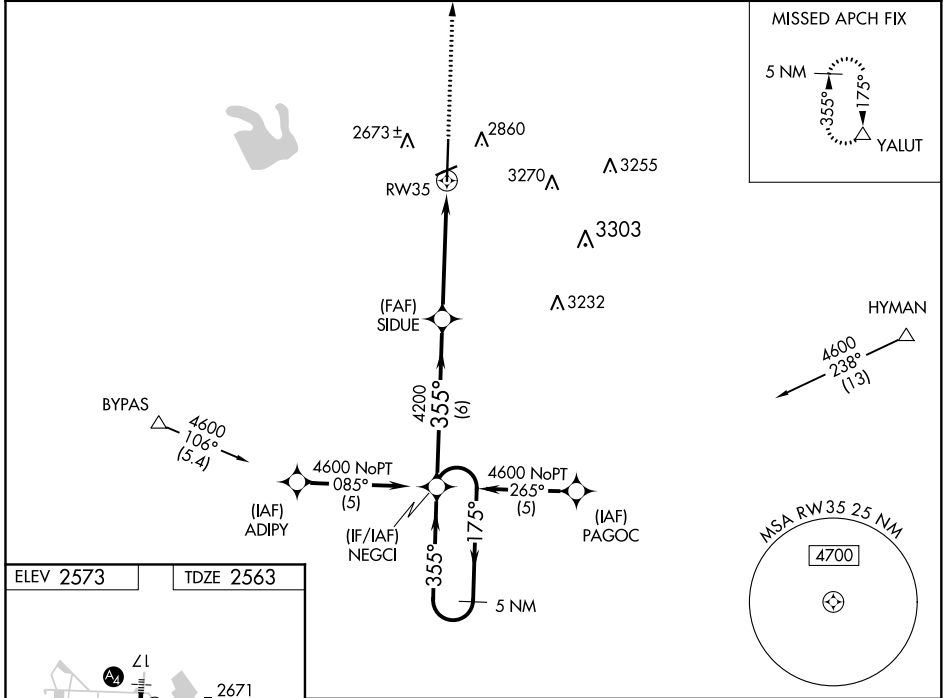 MISSED APCH FIX
5 NM
355°
175°
YALUT
2673 ±
2860
RW35
3270
3255
3303
3232
(FAF)
SIDUE
HYMAN
4600
238°
(13)
4200
355°
(6)
BYPAS
4600
106°
(5.4)
4600 NoPT
085°
(5)
4600 NoPT
265°
(5)
(IAF)
ADIPY
(IF/IAF)
NEGCI
(IAF)
PAGOC
355°
175°
5 NM
MSA RW35 25 NM
4700
ELEV 2573
TDZE 2563
17
A4
2671